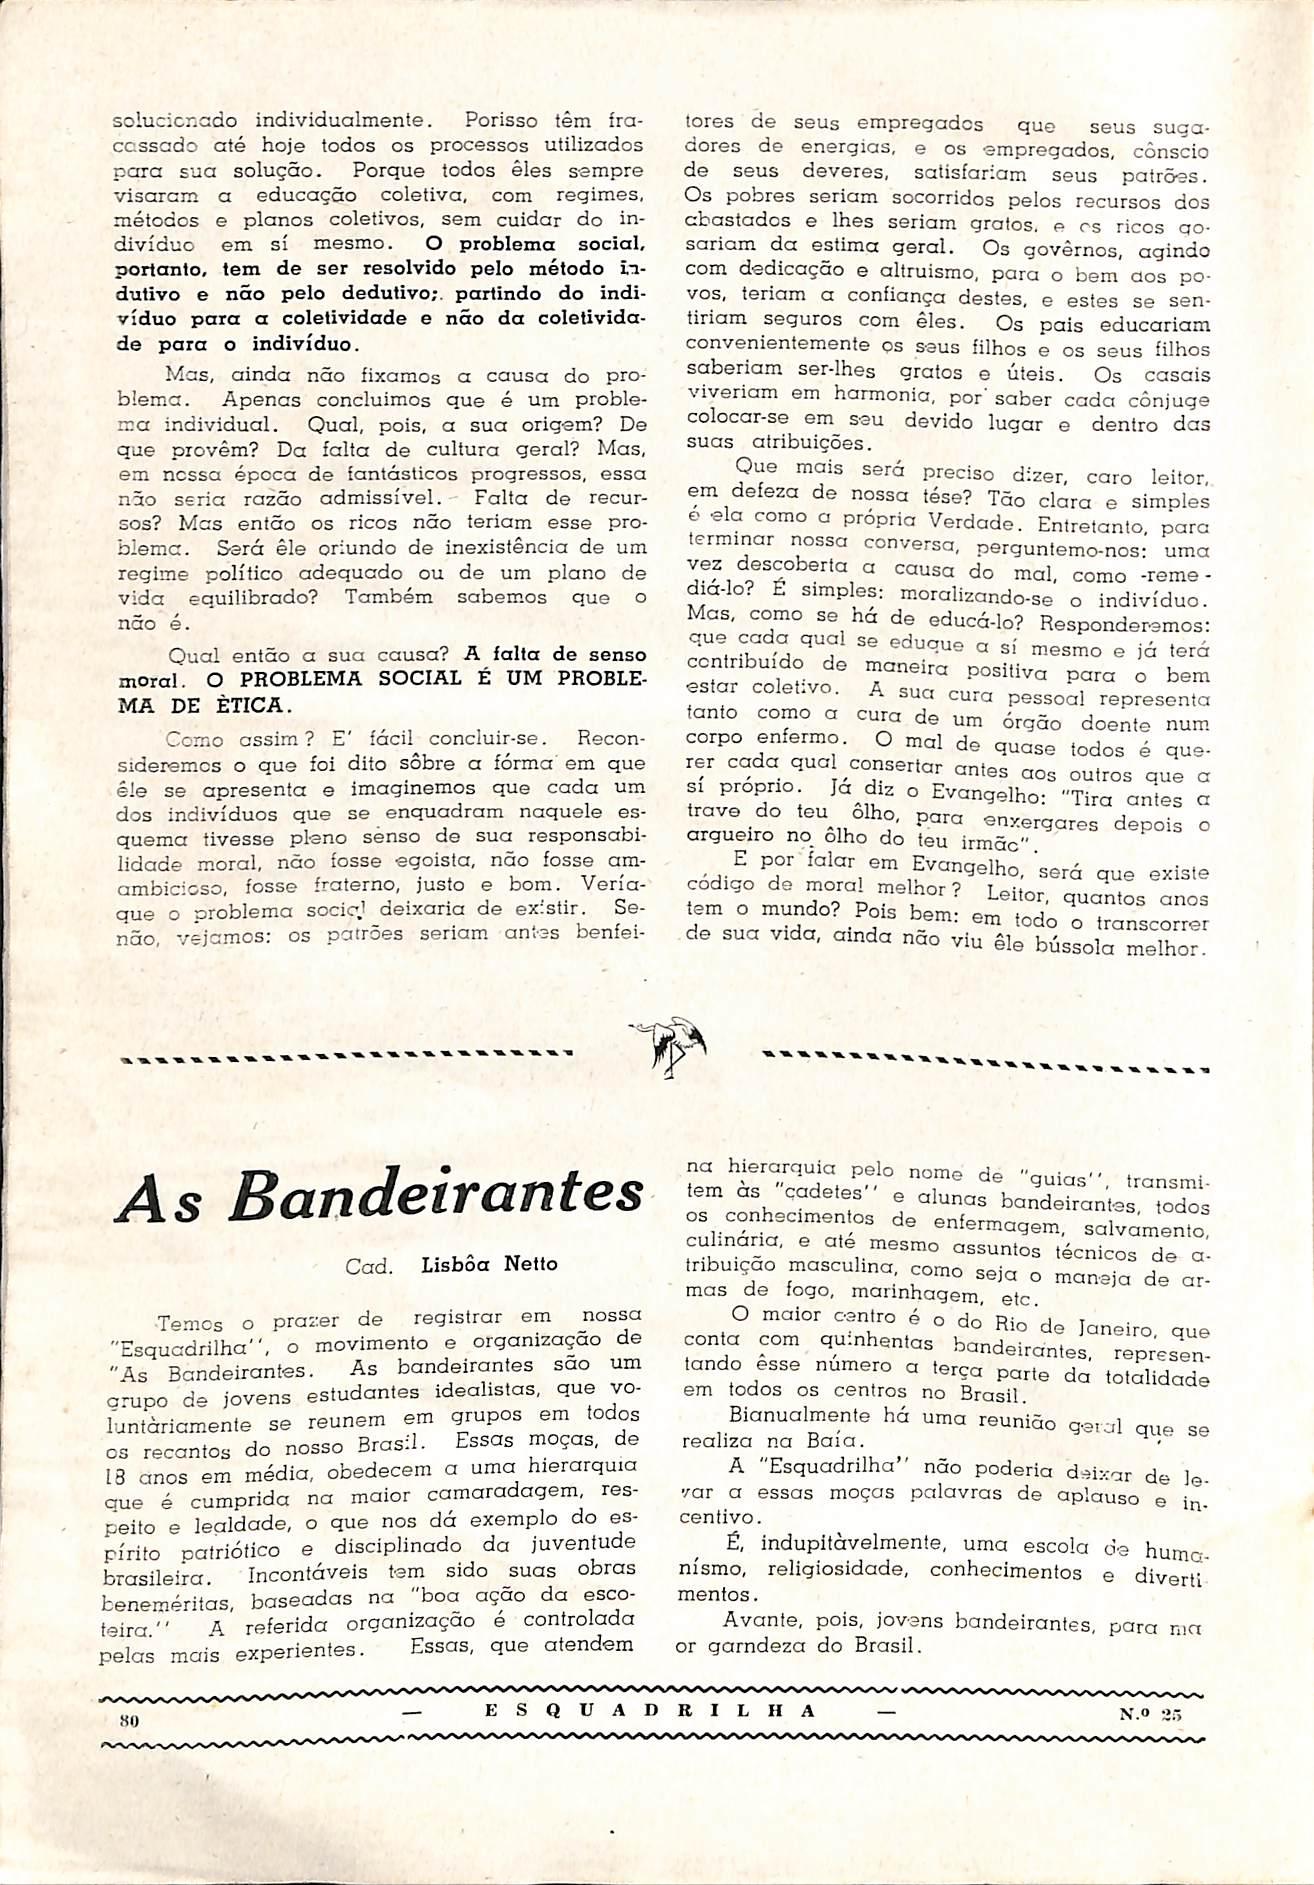 solucionado individualmente. Porisso têm fra-
cassado até hoje todos os processos utilizados
para sua solução. Porque todos êles sempre
visaram a educação coletiva, com regimes,
métodos e planos coletivos, sem cuidar do in-
divíduo em sí mesmo. O problema social,
portanto, tem de ser resolvido pelo método in-
dutivo e não pelo dedutivo;. partindo do indi-
víduo para a coletividade e não da coletivida-
de para o indivíduo.
Mas, ainda não fixamos a causa do pro-
blema. Apenas concluimos que é um proble-
ma individual. Qual, pois, a sua origem? De
que provêm? Da falta de cultura geral? Mas,
em nossa época de fantásticos progressos, essa
não seria razão admissível. - Falta de recur-
sos? Mas então os ricos não teriam esse pro-
blema. Será êle oriundo de inexistência de um
regime político adequado ou de um plano de
vida equilibrado? Também sabemos que o
não é.
Qual então a sua causa? A falta de senso
moral. O PROBLEMA SOCIAL É UM PROBLE-
MA DE ÈTICA.
Como assim? E' fácil concluir-se. Recon-
sideremos o que foi dito sôbre a fórma em que
êle se apresenta e imaginemos que cada um
dos indivíduos que se enquadram naquele es-
quema tivesse pleno senso de sua responsabi-
lidade moral, não fosse egoista, não fosse am-
ambicioso, fosse fraterno, justo e bom. Vería-
que o problema social deixaria de existir. Se-
não, vejamos: os patrões seriam antes benfei-
tores de seus empregados que seus suga-
dores de energias, e os empregados, cônscio
de seus deveres, satisfariam seus patrões.
Os pobres seriam socorridos pelos recursos dos
abastados e lhes seriam gratos, e os ricos go-
sariam da estima geral. Os govêrnos, agindo
com dedicação e altruismo, para o bem dos po-
vos, teriam a confiança destes, e estes se sen-
tiriam seguros com êles. Os pais educariam
convenientemente os seus filhos e os seus filhos
saberiam ser-lhes gratos e úteis. Os casais
viveriam em harmonia, por saber cada cônjuge
colocar-se em seu devido lugar e dentro das
suas atribuições.
Que mais será preciso dizer, caro leitor,
em defeza de nossa tése? Tão clara e simples
é ela como a própria Verdade. Entretanto, para
terminar nossa conversa, perguntemo-nos: uma
vez descoberta a causa do mal, como -reme-
diá-lo? É simples: moralizando-se o indivíduo.
Mas, como se há de educá-lo? Responderemos:
que cada qual se eduque a sí mesmo e já terá
contribuído de maneira positiva para o bem
estar coletivo. A sua cura pessoal representa
tanto como a cura de um órgão doente num
corpo enfermo. O mal de quase todos é que-
rer cada qual consertar antes aos outros que a
sí próprio. Já diz o Evangelho: "Tira antes a
trave do teu ôlho, para enxergares depois o
argueiro no ôlho do teu irmão".
E por falar em Evangelho, será que existe
código de moral melhor? Leitor, quantos anos
tem o mundo? Pois bem: em todo o transcorrer
de sua vida, ainda não viu êle bússola melhor.
As Bandeirantes
Cad. Lisbôa Netto
Temos o prazer de registrar em nossa
"Esquadrilha", o movimento e organização de
"As Bandeirantes. As bandeirantes são um
grupo de jovens estudantes idealistas, que vo-
luntàriamente se reunem em grupos em todos
os recantos do nosso Brasil. Essas moças, de
18 anos em média, obedecem a uma hierarquia
que é cumprida na maior camaradagem, res-
peito e lealdade, o que nos dá exemplo do es-
pírito patriótico e disciplinado da juventude
brasileira. Incontáveis tem sido suas obras
beneméritas, baseadas na "boa ação da esco-
teira." A referida organização é controlada
pelas mais experientes. Essas, que atendem
na hierarquia pelo nome de "guias", transmi-
tem às "cadetes" e alunas bandeirantes, todos
os conhecimentos de enfermagem, salvamento,
culinária, e até mesmo assuntos técnicos de a-
tribuição masculina, como seja o maneja de ar-
mas de fogo, marinhagem, etc.
O maior centro é o do Rio de Janeiro, que
conta com quinhentas bandeirantes, represen-
tando êsse número a terça parte da totalidade
em todos os centros no Brasil.
Bianualmente há uma reunião geral que se
realiza na Baía.
A "Esquadrilha" não poderia deixar de le-
var a essas moças palavras de aplauso e in-
centivo.
É, indupitàvelmente, uma escola de huma-
nísmo, religiosidade, conhecimentos e diverti
mentos.
Avante, pois, jovens bandeirantes, para ma
or garndeza do Brasil.
80 — ESQUADRILHA — N.º 25